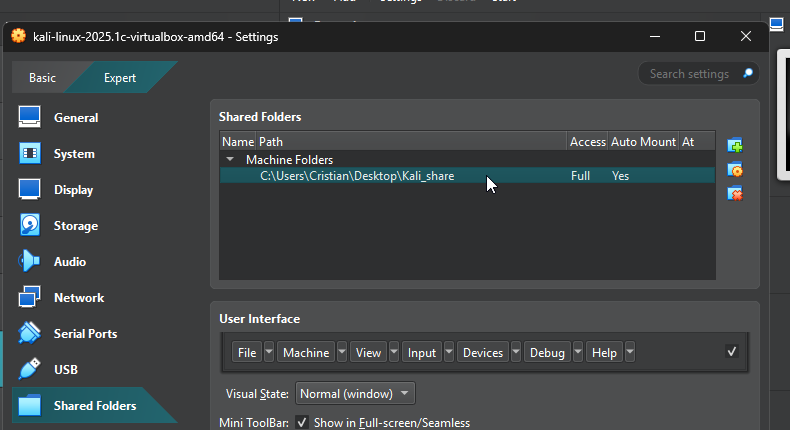 kali-linux-2025.1c-virtualbox-amd64 - Settings
Basic Expert Search settings
General
System
Display
Storage
Audio
Network
Serial Ports
USB
Shared Folders
Shared Folders
Name Path Access Auto Mount At
Machine Folders
C:\Users\Cristian\Desktop\Kali_share Full Yes
User Interface
File Machine View Input Devices Debug Help
Visual State: Normal (window)
Mini ToolBar: Show in Full-screen/Seamless